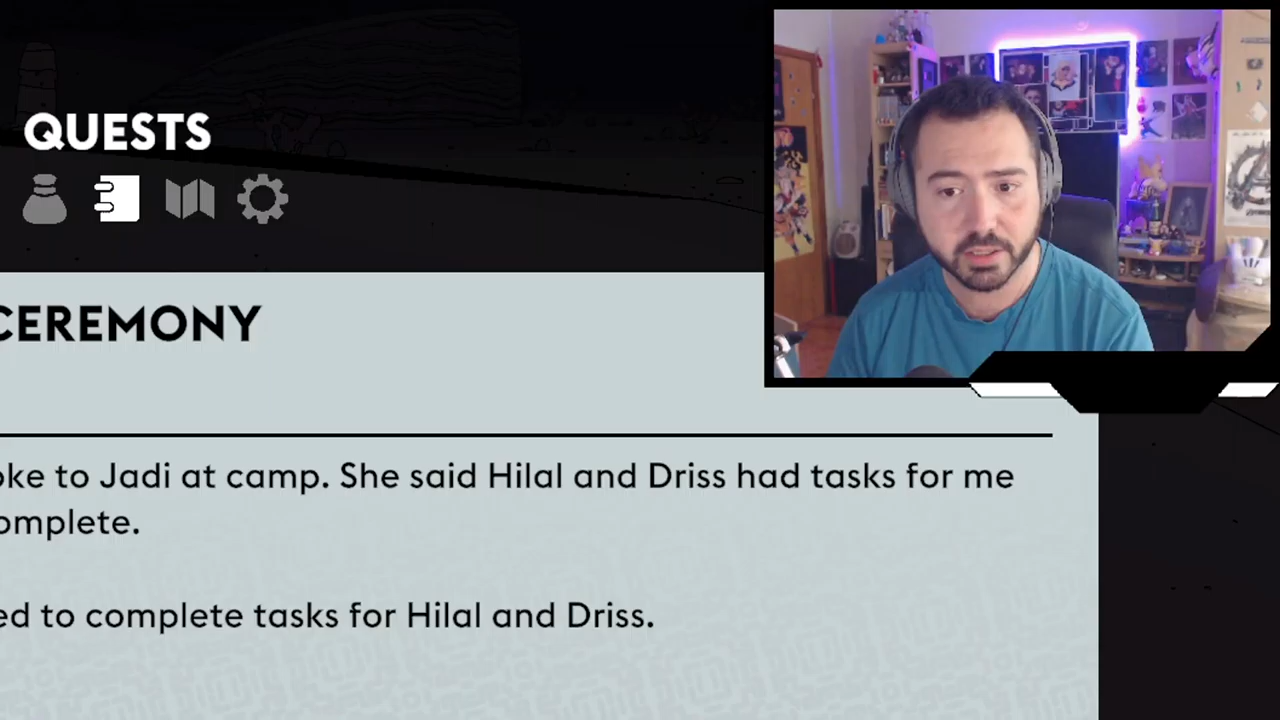 QUESTS
CEREMONY
oke to Jadi at camp. She said Hilal and Driss had tasks for me
omplete.
ed to complete tasks for Hilal and Driss.